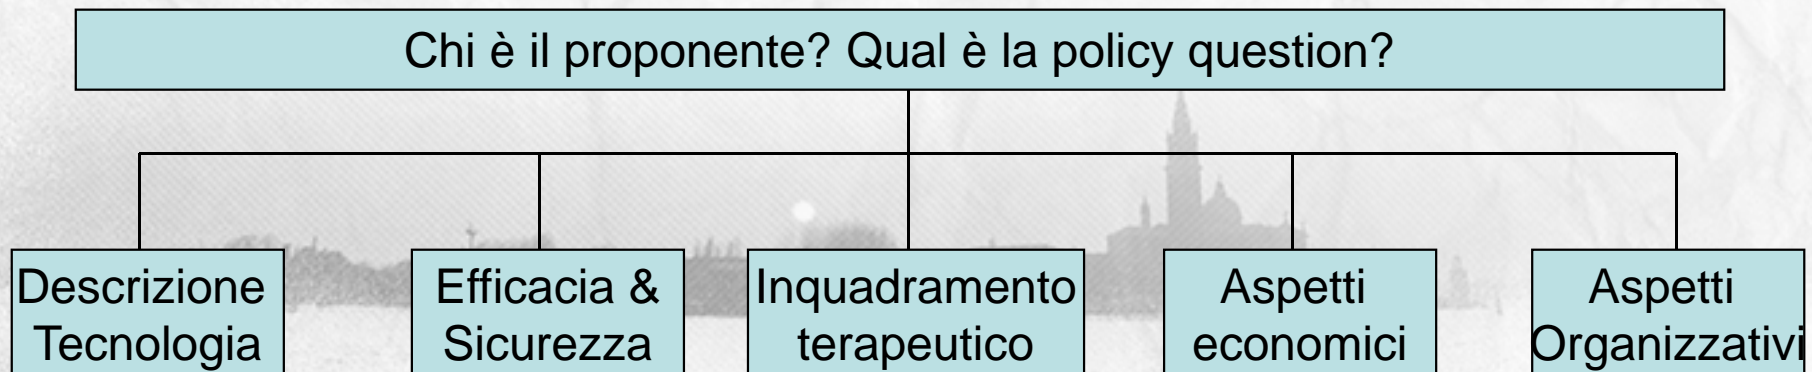 Chi è il proponente? Qual è la policy question?
Descrizione
Tecnologia
Efficacia &
Sicurezza
Inquadramento
terapeutico
Aspetti
economici
Aspetti
Organizzativi